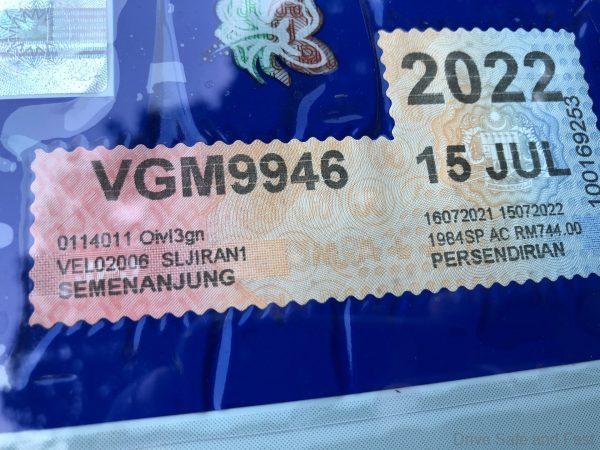 2022
VGM9946
15 JUL
100169253
0114011 Oivl3gn
16072021 15072022
VEL02006 SLJIRAN1
1984SP AC RM744.00
SEMENANJUNG
PERSENDIRIAN
Drive Safe and Fast